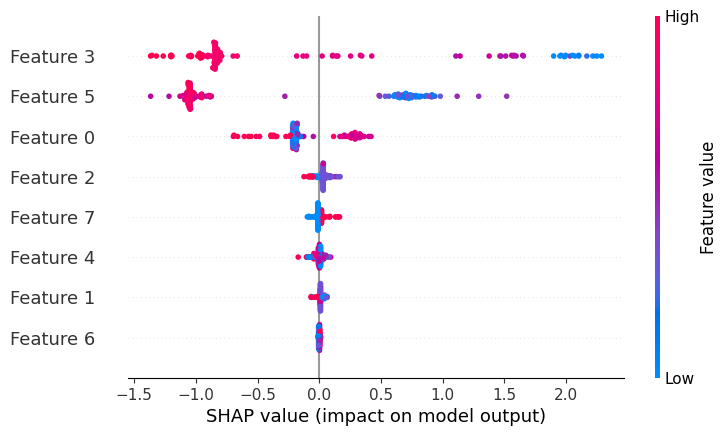 High
Feature 3
Feature 5
Feature 0
Feature 2
Feature 7
Feature 4
Feature 1
Feature 6
Feature value
Low
−1.5 −1.0 −0.5 0.0 0.5 1.0 1.5 2.0
SHAP value (impact on model output)